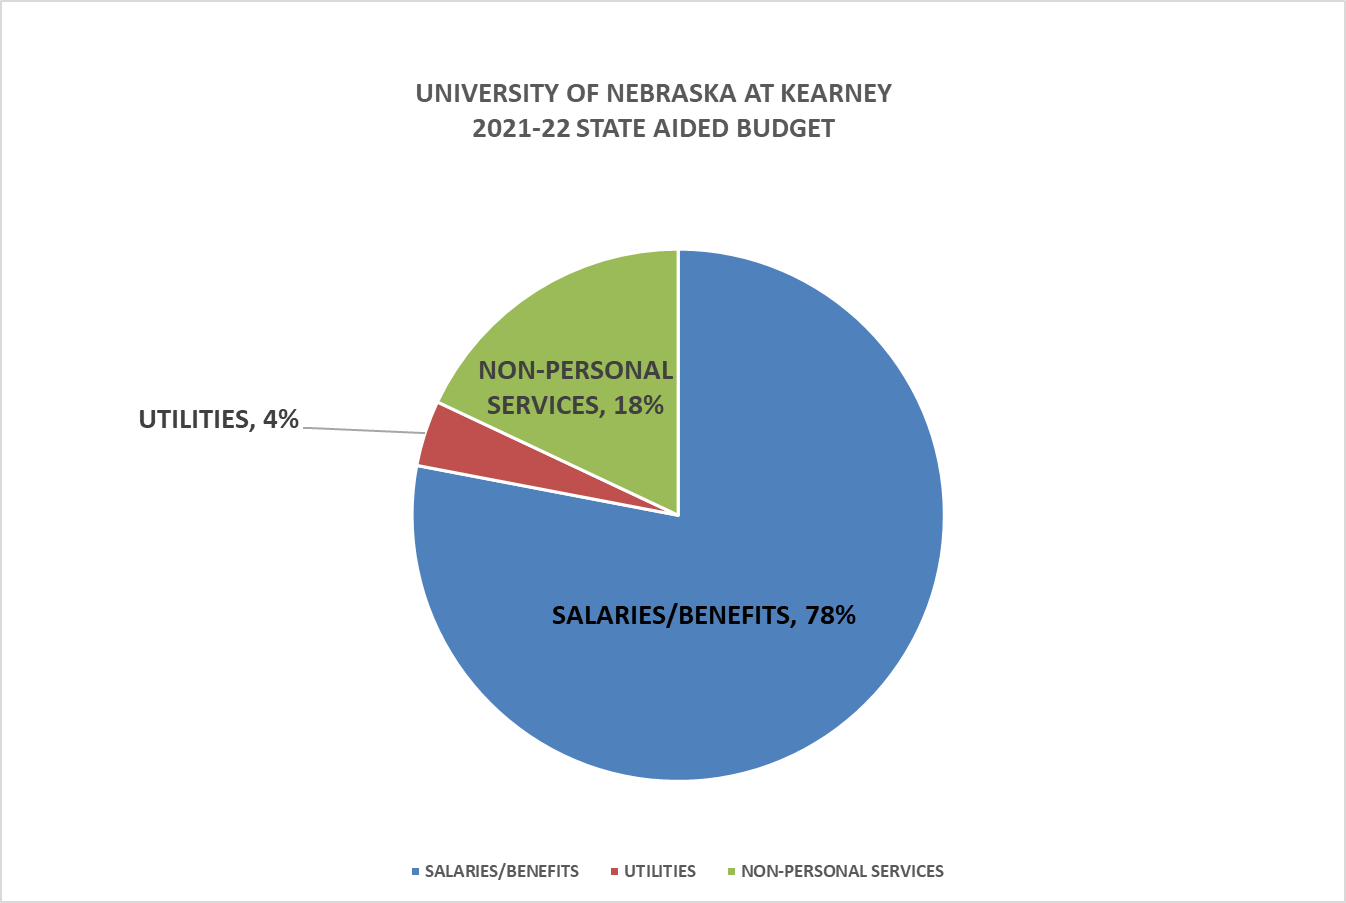 UNIVERSITY OF NEBRASKA AT KEARNEY
2021-22 STATE AIDED BUDGET
NON-PERSONAL
SERVICES, 18%
UTILITIES, 4%
SALARIES/BENEFITS, 78%
SALARIES/BENEFITS UTILITIES NON-PERSONAL SERVICES